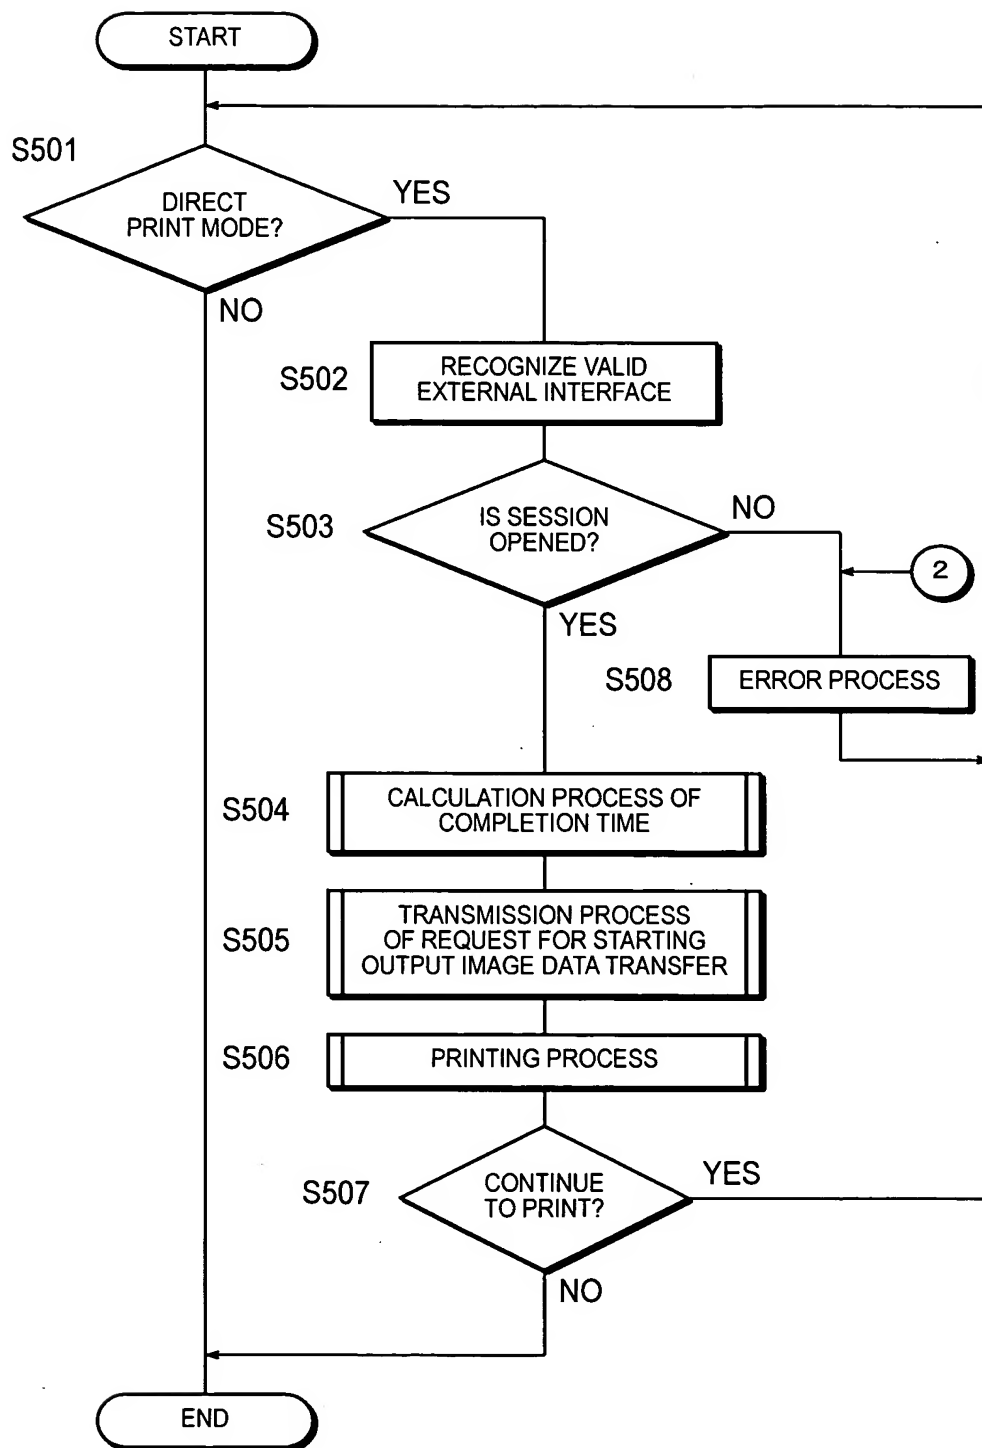 START
S501
DIRECT
PRINT MODE?
YES
NO
S502
RECOGNIZE VALID
EXTERNAL INTERFACE
S503
IS SESSION
OPENED?
NO
YES
2
S508
ERROR PROCESS
S504
CALCULATION PROCESS OF
COMPLETION TIME
S505
TRANSMISSION PROCESS
OF REQUEST FOR STARTING
OUTPUT IMAGE DATA TRANSFER
S506
PRINTING PROCESS
S507
CONTINUE
TO PRINT?
YES
NO
END